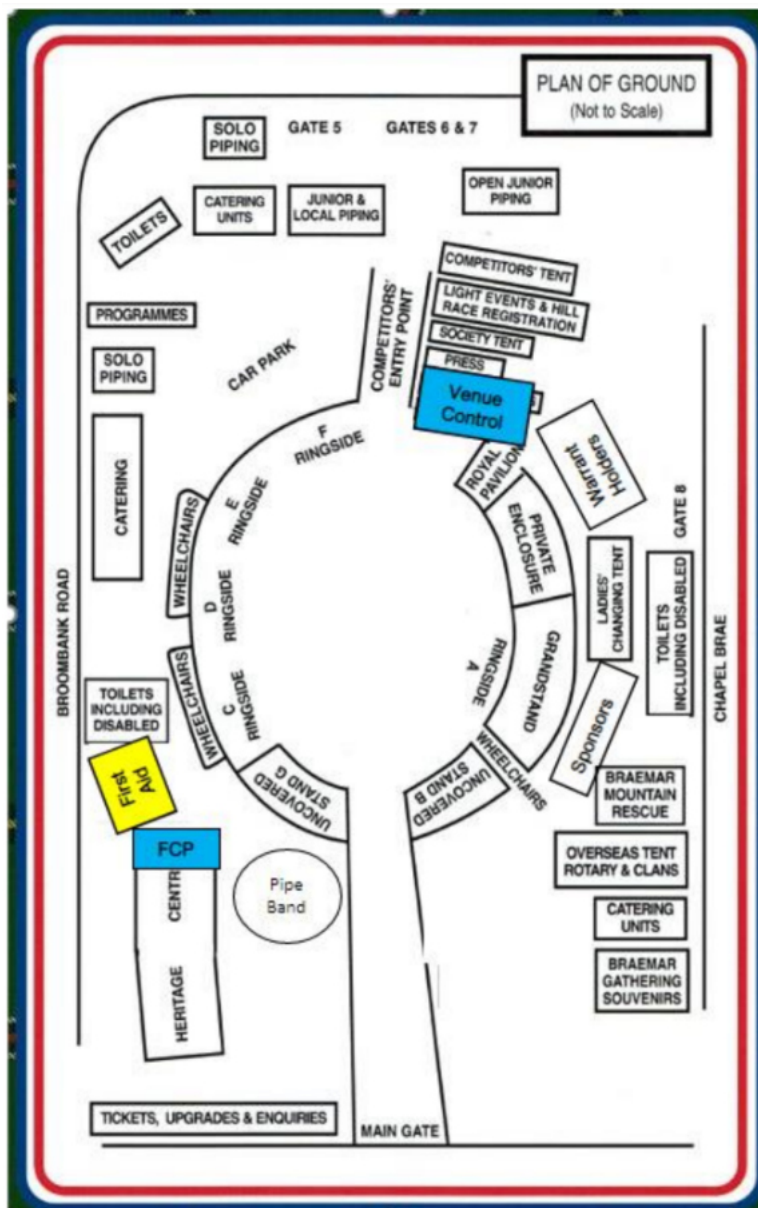 PLAN OF GROUND
(Not to Scale)
SOLO
PIPING
GATE 5
GATES 6 & 7
OPEN JUNIOR
PIPING
TOILETS
CATERING
UNITS
JUNIOR &
LOCAL PIPING
COMPETITORS' TENT
LIGHT EVENTS & HILL
RACE REGISTRATION
SOCIETY TENT
PRESS
Venue
Control
COMPETITORS'
ENTRY POINT
PROGRAMMES
SOLO
PIPING
CAR PARK
F
RINGSIDE
ROYAL
PAVILION
Warrant
Holders
CATERING
WHEELCHAIRS
E
RINGSIDE
PRIVATE
ENCLOSURE
GATE 8
BROOMBANK ROAD
D
RINGSIDE
LADIES'
CHANGING TENT
TOILETS
INCLUDING DISABLED
CHAPEL BRAE
TOILETS
INCLUDING
DISABLED
WHEELCHAIRS
C
RINGSIDE
RINGSIDE
A
GRANDSTAND
Sponsors
First
Aid
UNCOVERED
STAND G
UNCOVERED
STAND B
WHEELCHAIRS
BRAEMAR
MOUNTAIN
RESCUE
FCP
HERITAGE CENTR
Pipe
Band
OVERSEAS TENT
ROTARY & CLANS
CATERING
UNITS
BRAEMAR
GATHERING
SOUVENIRS
TICKETS, UPGRADES & ENQUIRIES
MAIN GATE